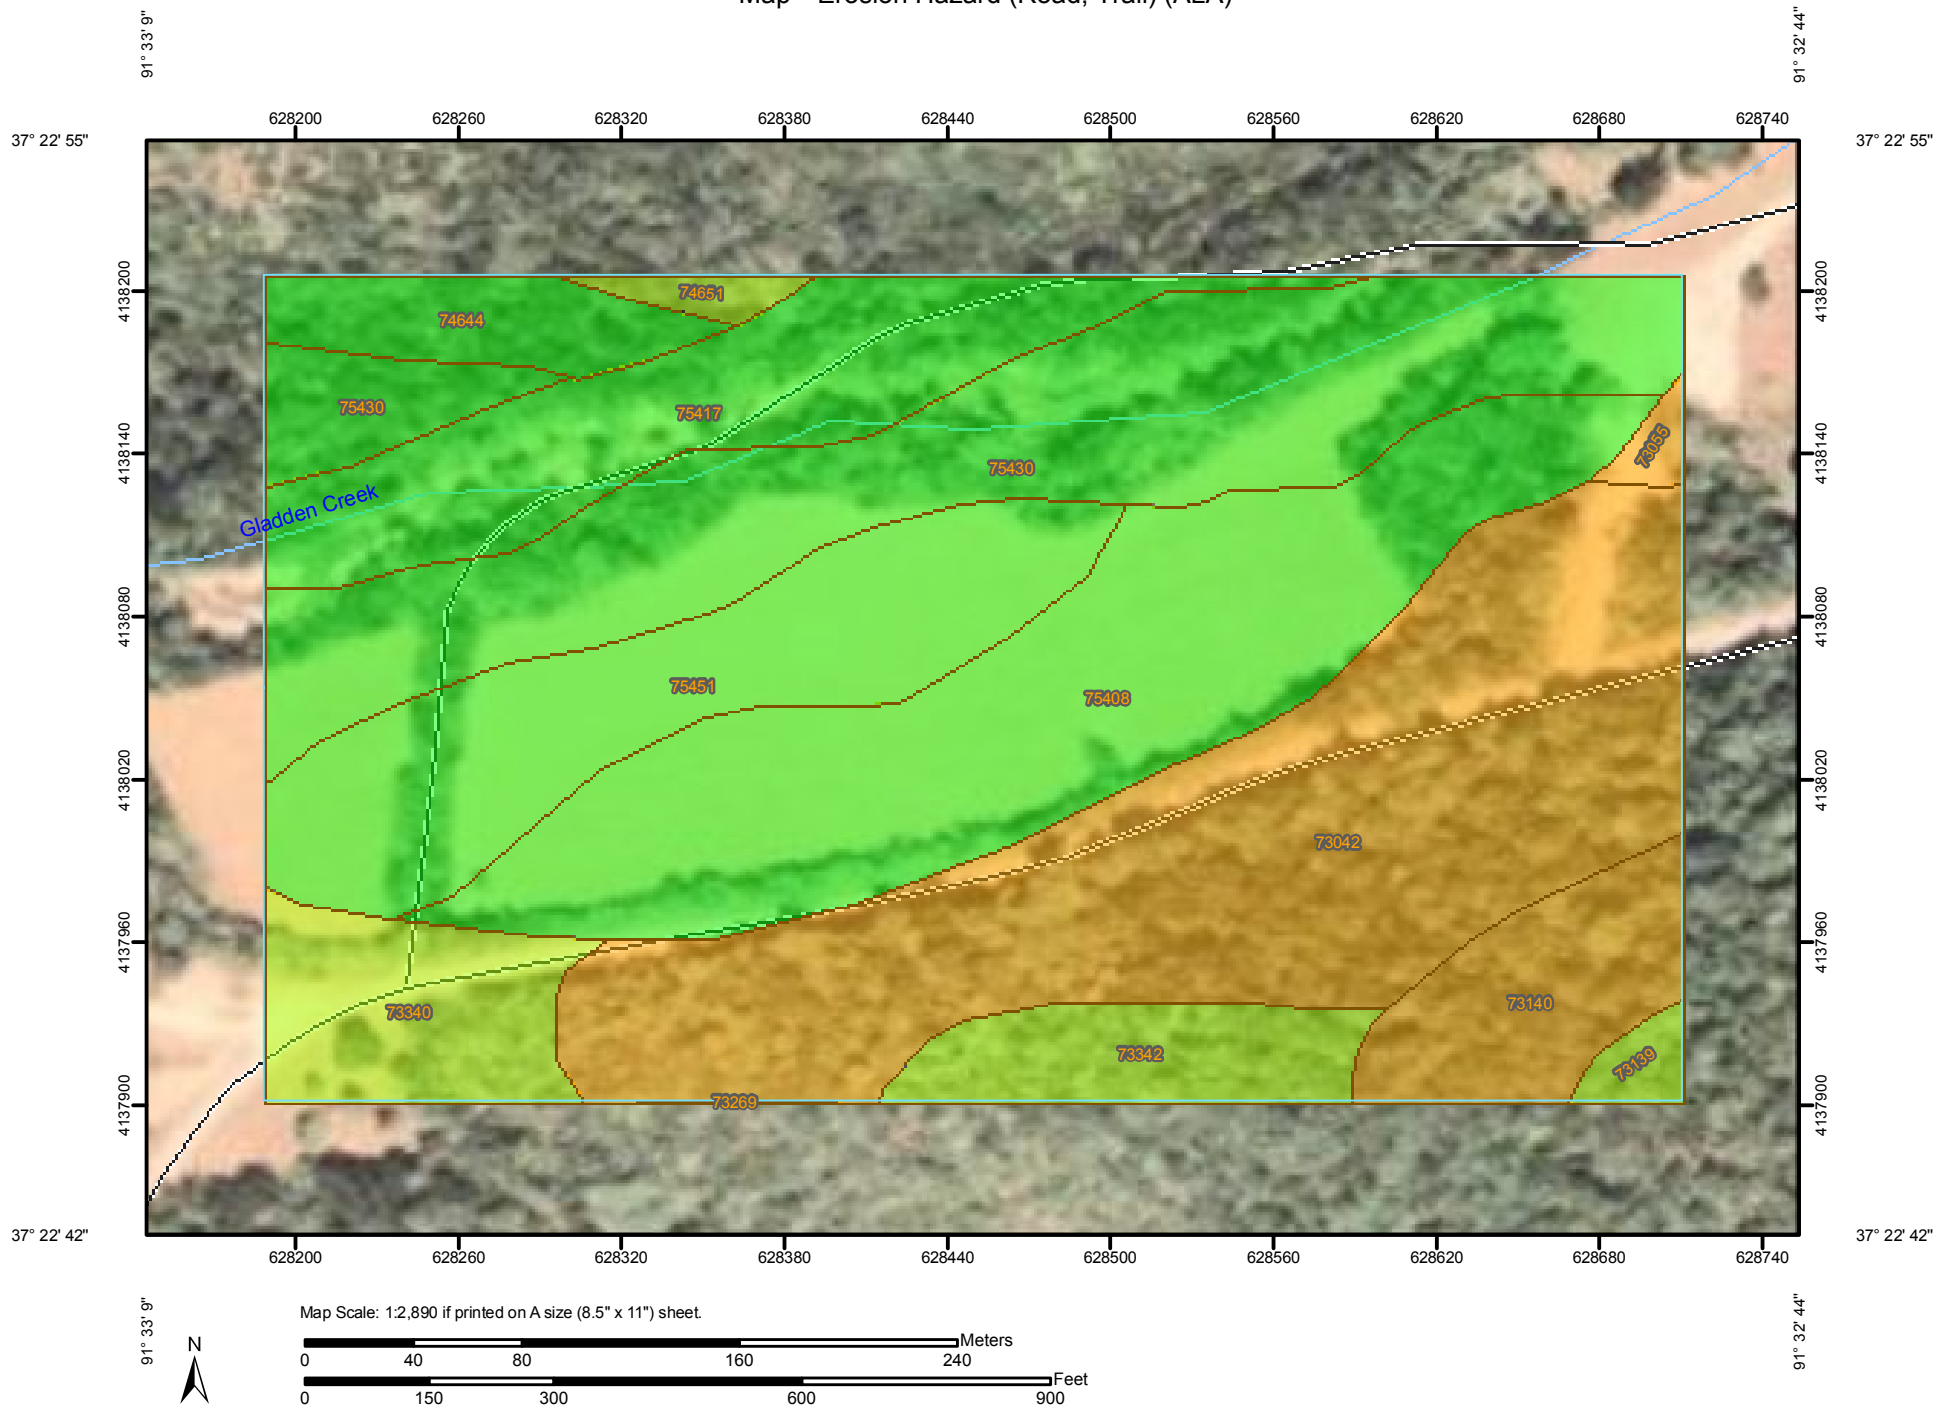 Map—Erosion Hazard (Road, Trail) (AZA)
91° 33' 9"
91° 32' 44"
628200 628260 628320 628380 628440 628500 628560 628620 628680 628740
37° 22' 55"
37° 22' 55"
4138200
4138200
74651
74644
75430
75417
4138140
4138140
73055
75430
Gladden Creek
4138080
4138080
75451
75408
4138020
4138020
73042
4137960
4137960
73340
73140
73342
73139
4137900
73269
4137900
37° 22' 42"
37° 22' 42"
628200 628260 628320 628380 628440 628500 628560 628620 628680 628740
91° 33' 9"
91° 32' 44"
Map Scale: 1:2,890 if printed on A size (8.5" x 11") sheet.
N
Meters
0 40 80 160 240
Feet
0 150 300 600 900